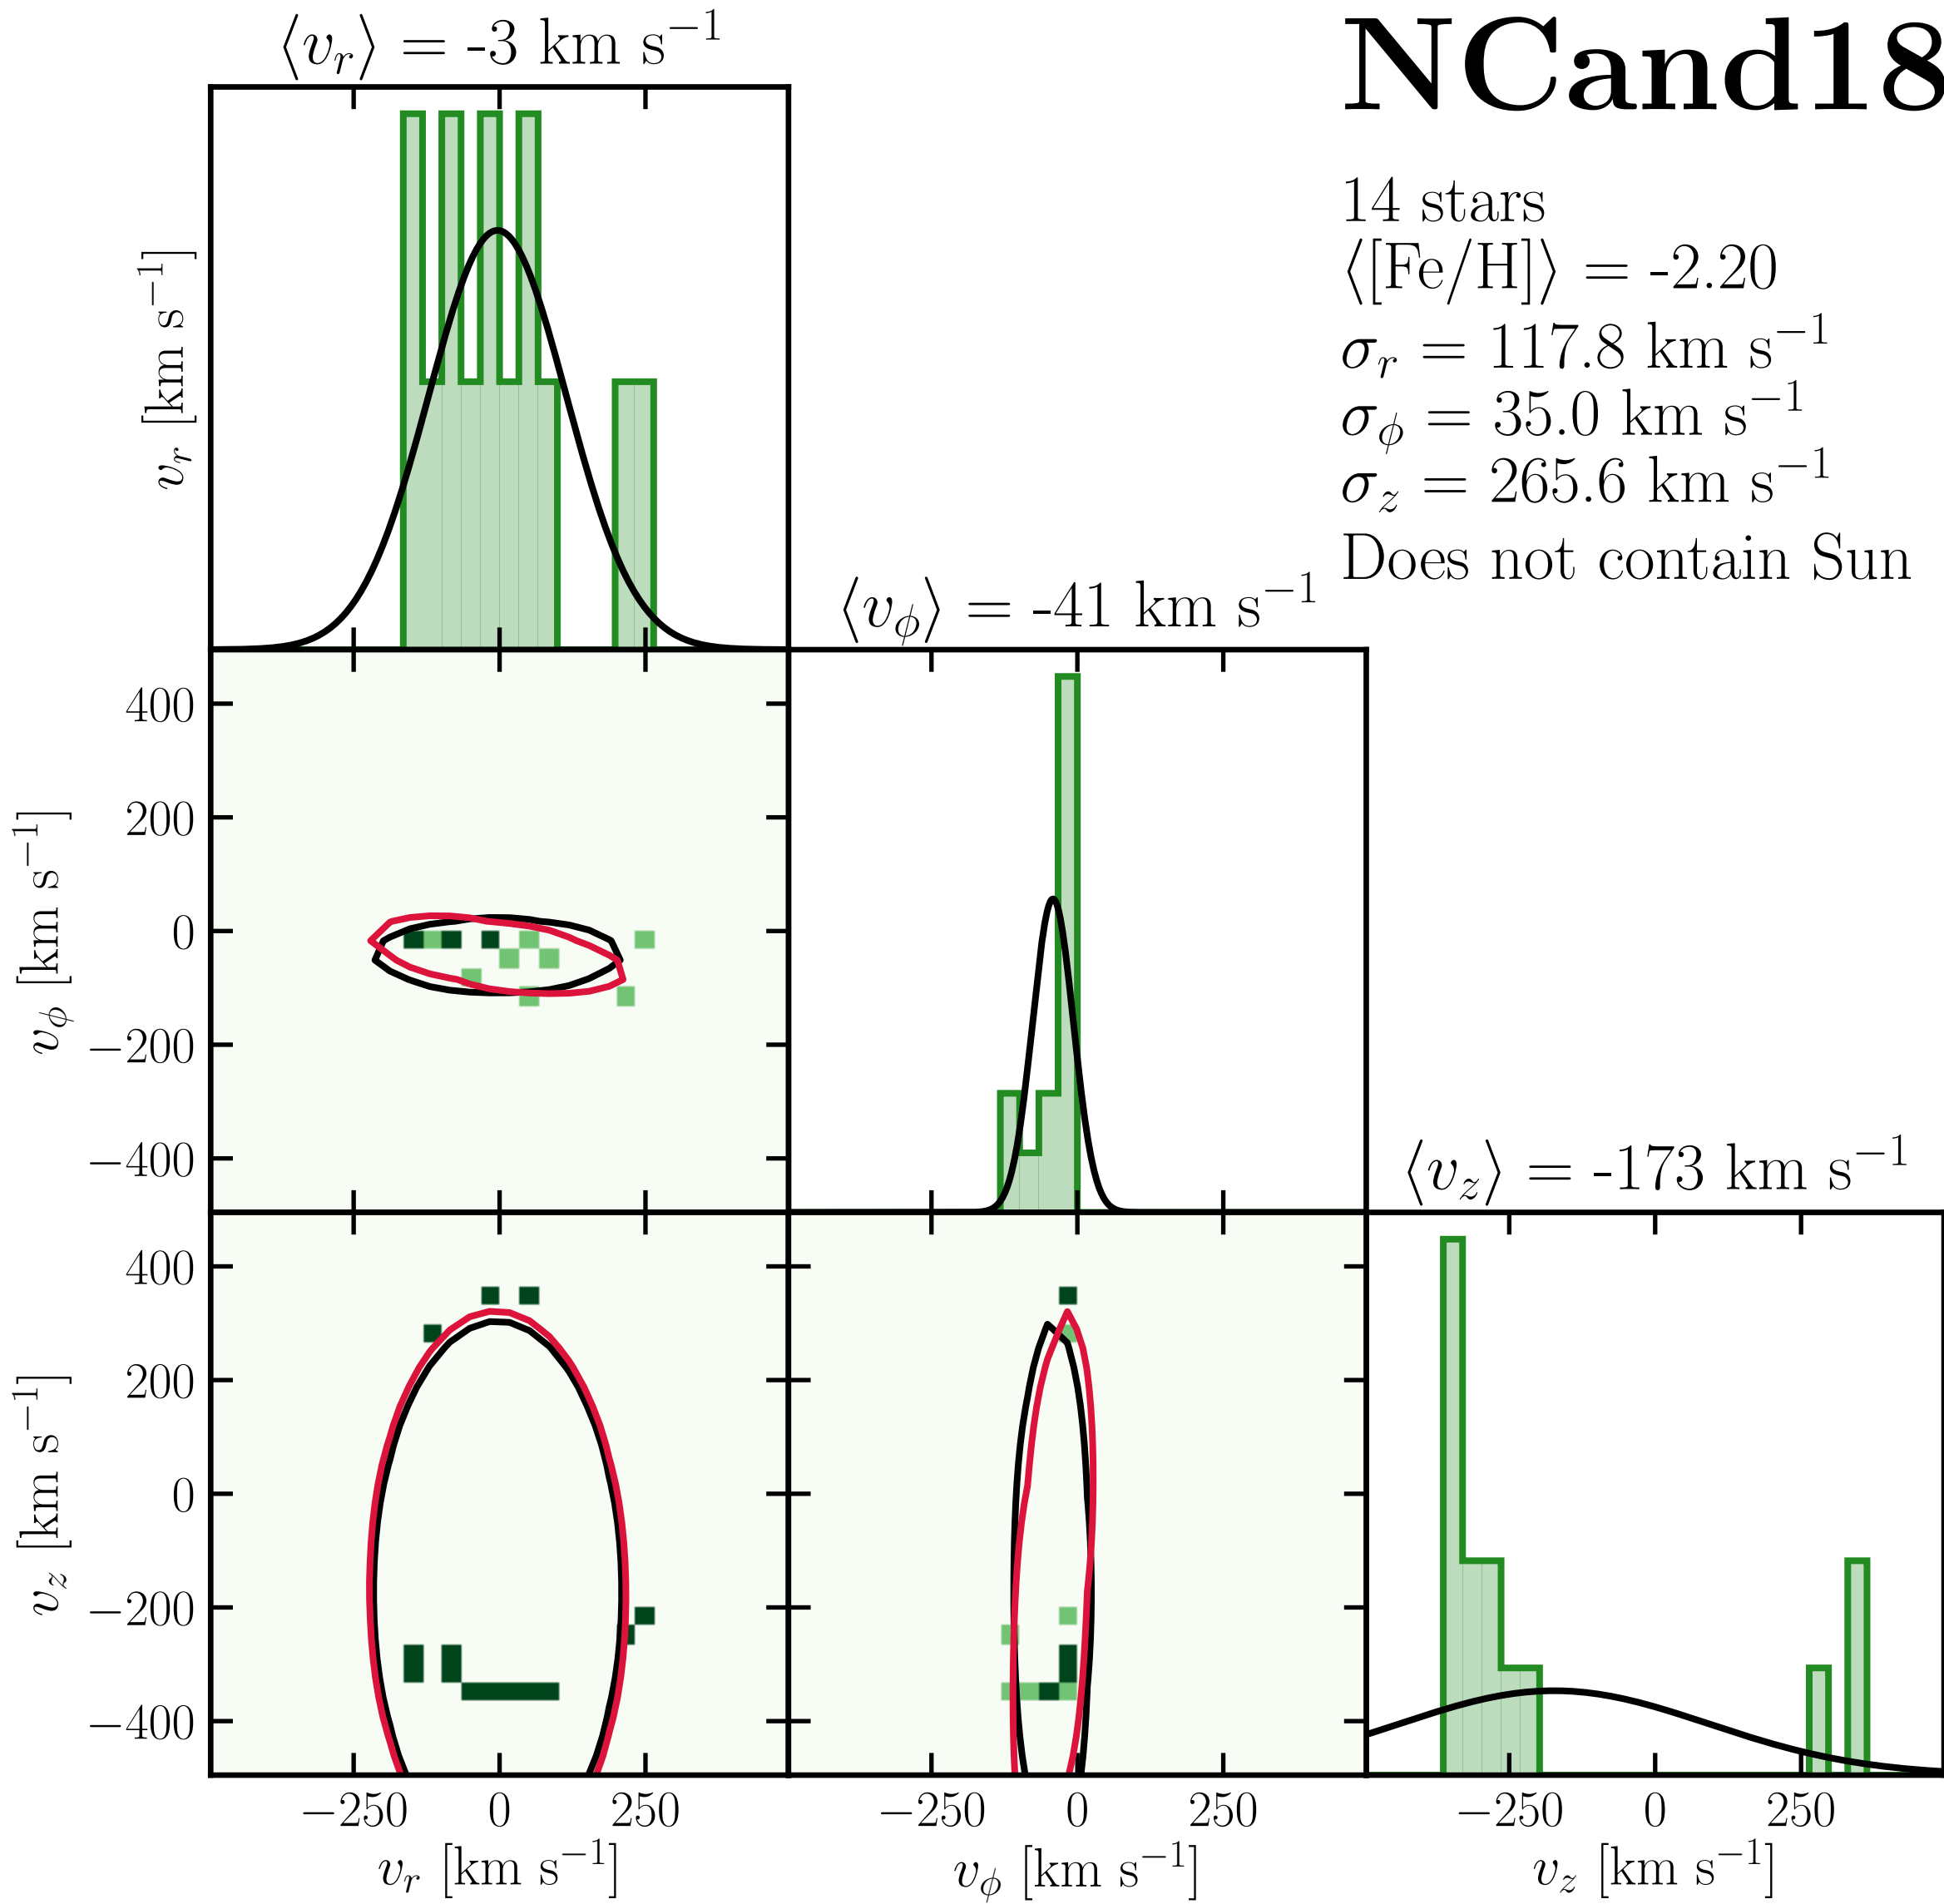 ⟨v_r⟩ = -3 km s⁻¹
NCand18
14 stars
⟨[Fe/H]⟩ = -2.20
σ_r = 117.8 km s⁻¹
σ_ϕ = 35.0 km s⁻¹
σ_z = 265.6 km s⁻¹
Does not contain Sun
v_r [km s⁻¹]
⟨v_ϕ⟩ = -41 km s⁻¹
400
200
0
−200
−400
v_ϕ [km s⁻¹]
⟨v_z⟩ = -173 km s⁻¹
400
200
0
−200
−400
v_z [km s⁻¹]
−250 0 250
−250 0 250
−250 0 250
v_r [km s⁻¹]
v_ϕ [km s⁻¹]
v_z [km s⁻¹]